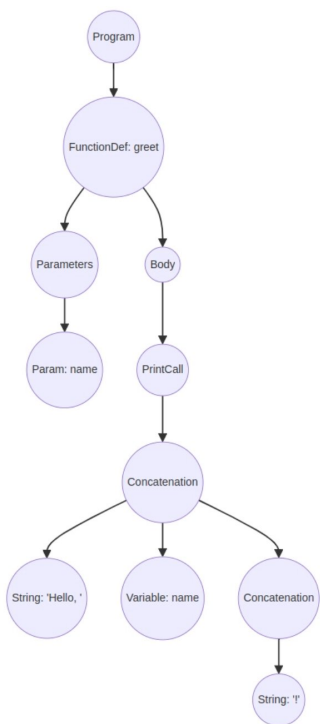 Program
FunctionDef: greet
Parameters
Body
Param: name
PrintCall
Concatenation
String: 'Hello, '
Variable: name
Concatenation
String: '!'